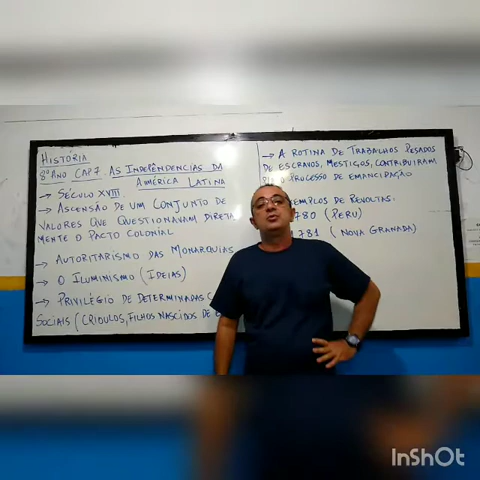 HISTÓRIA
8º ANO CAP 7. AS INDEPÊNDENCIAS DA
AMÉRICA LATINA
→ SÉCULO XVIII
→ ASCENSÃO DE UM CONJUNTO DE
VALORES QUE QUESTIONAVAM DIRETA
MENTE O PACTO COLONIAL
→ AUTORITARISMO DAS MONARQUIAS
→ O ILUMINISMO (IDEIAS)
→ PRIVILÉGIO DE DETERMINADAS
SOCIAIS (CRIOULOS, FILHOS NASCIDOS DE
→ A ROTINA DE TRABALHOS PESADOS
DE ESCRAVOS, MESTIÇOS, CONTRIBUIRAM
O PROCESSO DE EMANCIPAÇÃO
EMPLOS DE REVOLTAS:
780 (PERU)
781 (NOVA GRANADA)
InShOt